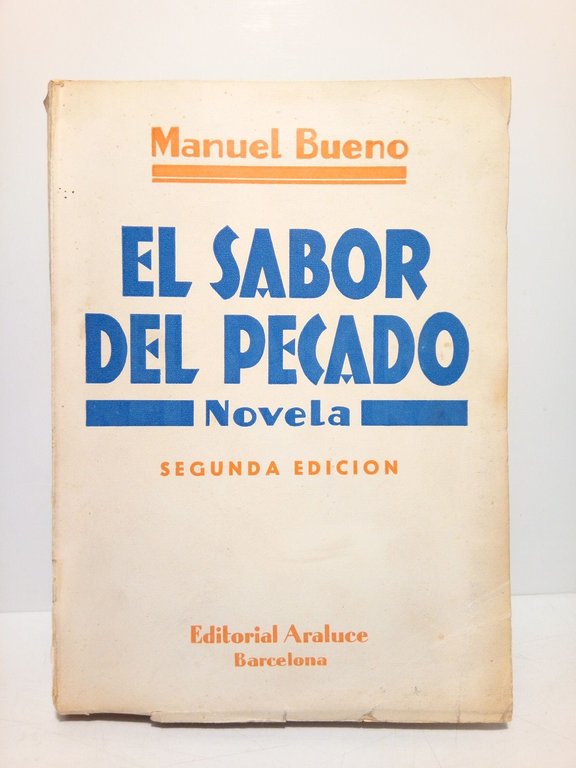 Manuel Bueno
EL SABOR
DEL PECADO
Novela
SEGUNDA EDICION
Editorial Araluce
Barcelona